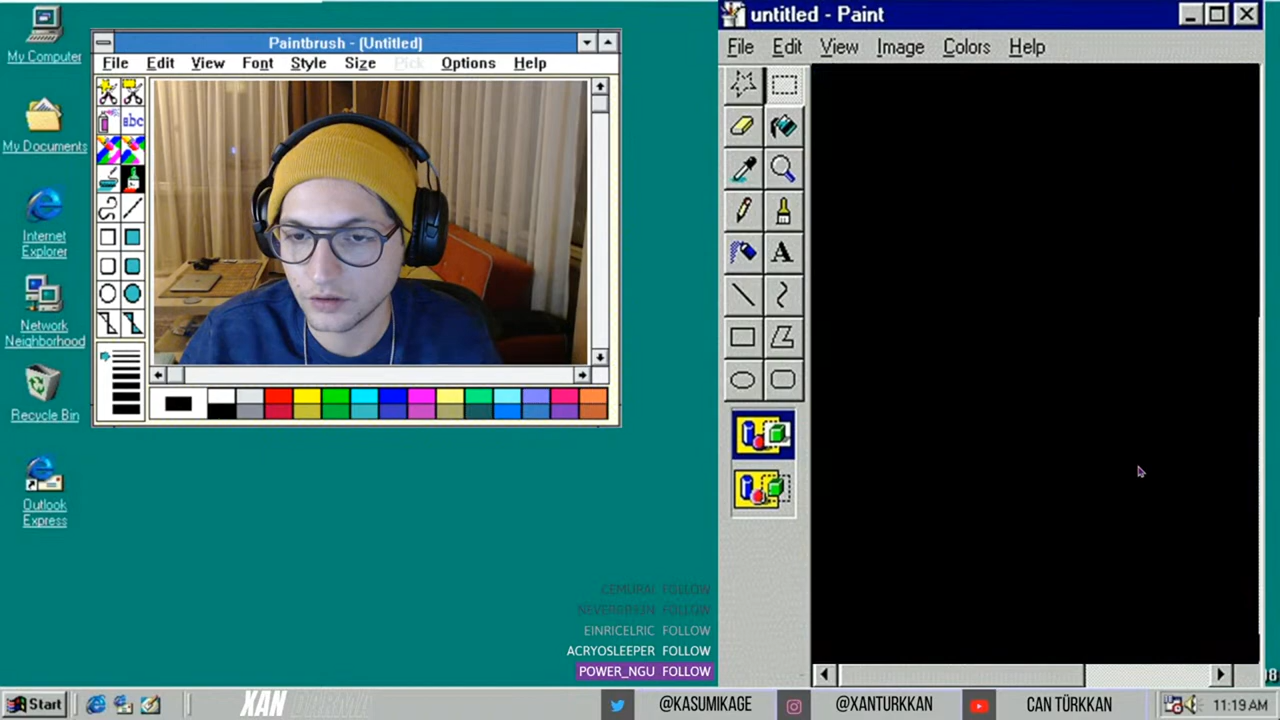 My Computer
My Documents
Internet
Explorer
Network
Neighborhood
Recycle Bin
Outlook
Express
Paintbrush - (Untitled)
File Edit View Font Style Size Pick Options Help
abc
untitled - Paint
File Edit View Image Colors Help
A
CEMURAL FOLLOW
FOLLOW
EINRICELRIC FOLLOW
ACRYOSLEEPER FOLLOW
POWER_NGU FOLLOW
Start
XAN DARMA
@KASUMIKAGE
@XANTURKKAN
CAN TÜRKKAN
11:19 AM